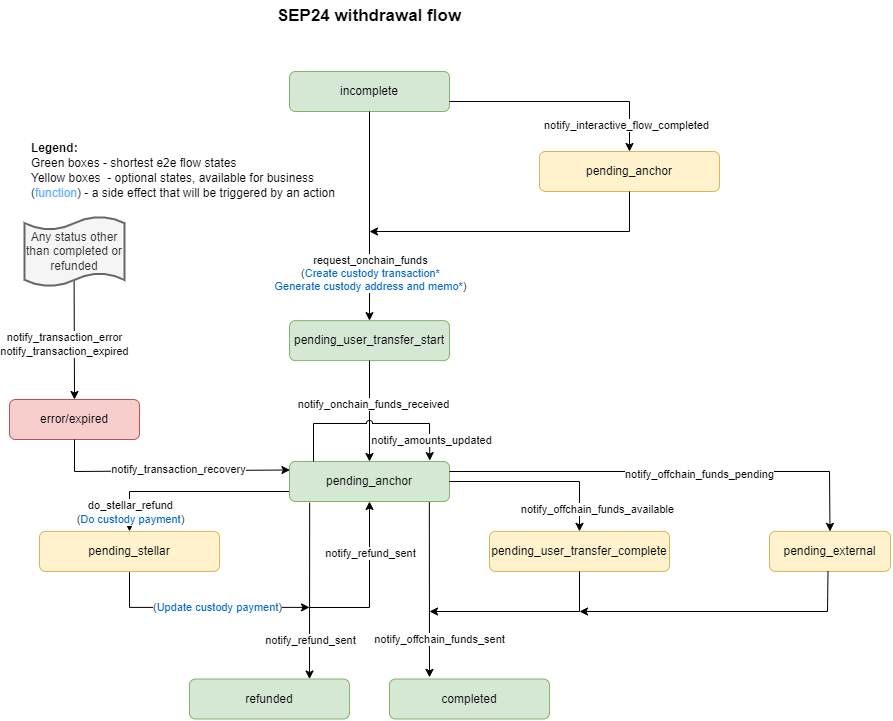 SEP24 withdrawal flow
incomplete
notify_interactive_flow_completed
pending_anchor
Legend:
Green boxes - shortest e2e flow states
Yellow boxes  - optional states, available for business
(function) - a side effect that will be triggered by an action
Any status other
than completed or
refunded
request_onchain_funds
(Create custody transaction*
Generate custody address and memo*)
notify_transaction_error
notify_transaction_expired
pending_user_transfer_start
error/expired
notify_onchain_funds_received
notify_amounts_updated
notify_transaction_recovery
pending_anchor
notify_offchain_funds_pending
do_stellar_refund
(Do custody payment)
notify_offchain_funds_available
pending_stellar
notify_refund_sent
pending_user_transfer_complete
pending_external
(Update custody payment)
notify_refund_sent
notify_offchain_funds_sent
refunded
completed